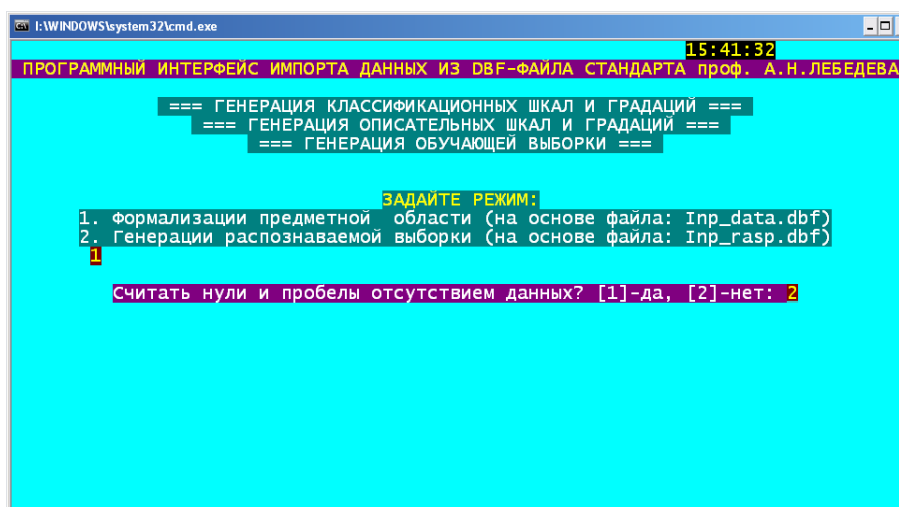 I:\WINDOWS\system32\cmd.exe
15:41:32
ПРОГРАММНЫЙ ИНТЕРФЕЙС ИМПОРТА ДАННЫХ ИЗ DBF-ФАЙЛА СТАНДАРТА проф. А.Н.ЛЕБЕДЕВА
=== ГЕНЕРАЦИЯ КЛАССИФИКАЦИОННЫХ ШКАЛ И ГРАДАЦИЙ ===
=== ГЕНЕРАЦИЯ ОПИСАТЕЛЬНЫХ ШКАЛ И ГРАДАЦИЙ ===
=== ГЕНЕРАЦИЯ ОБУЧАЮЩЕЙ ВЫБОРКИ ===
ЗАДАЙТЕ РЕЖИМ:
1. Формализации предметной области (на основе файла: Inp_data.dbf)
2. Генерации распознаваемой выборки (на основе файла: Inp_rasp.dbf)
1
Считать нули и пробелы отсутствием данных? [1]-да, [2]-нет: 2